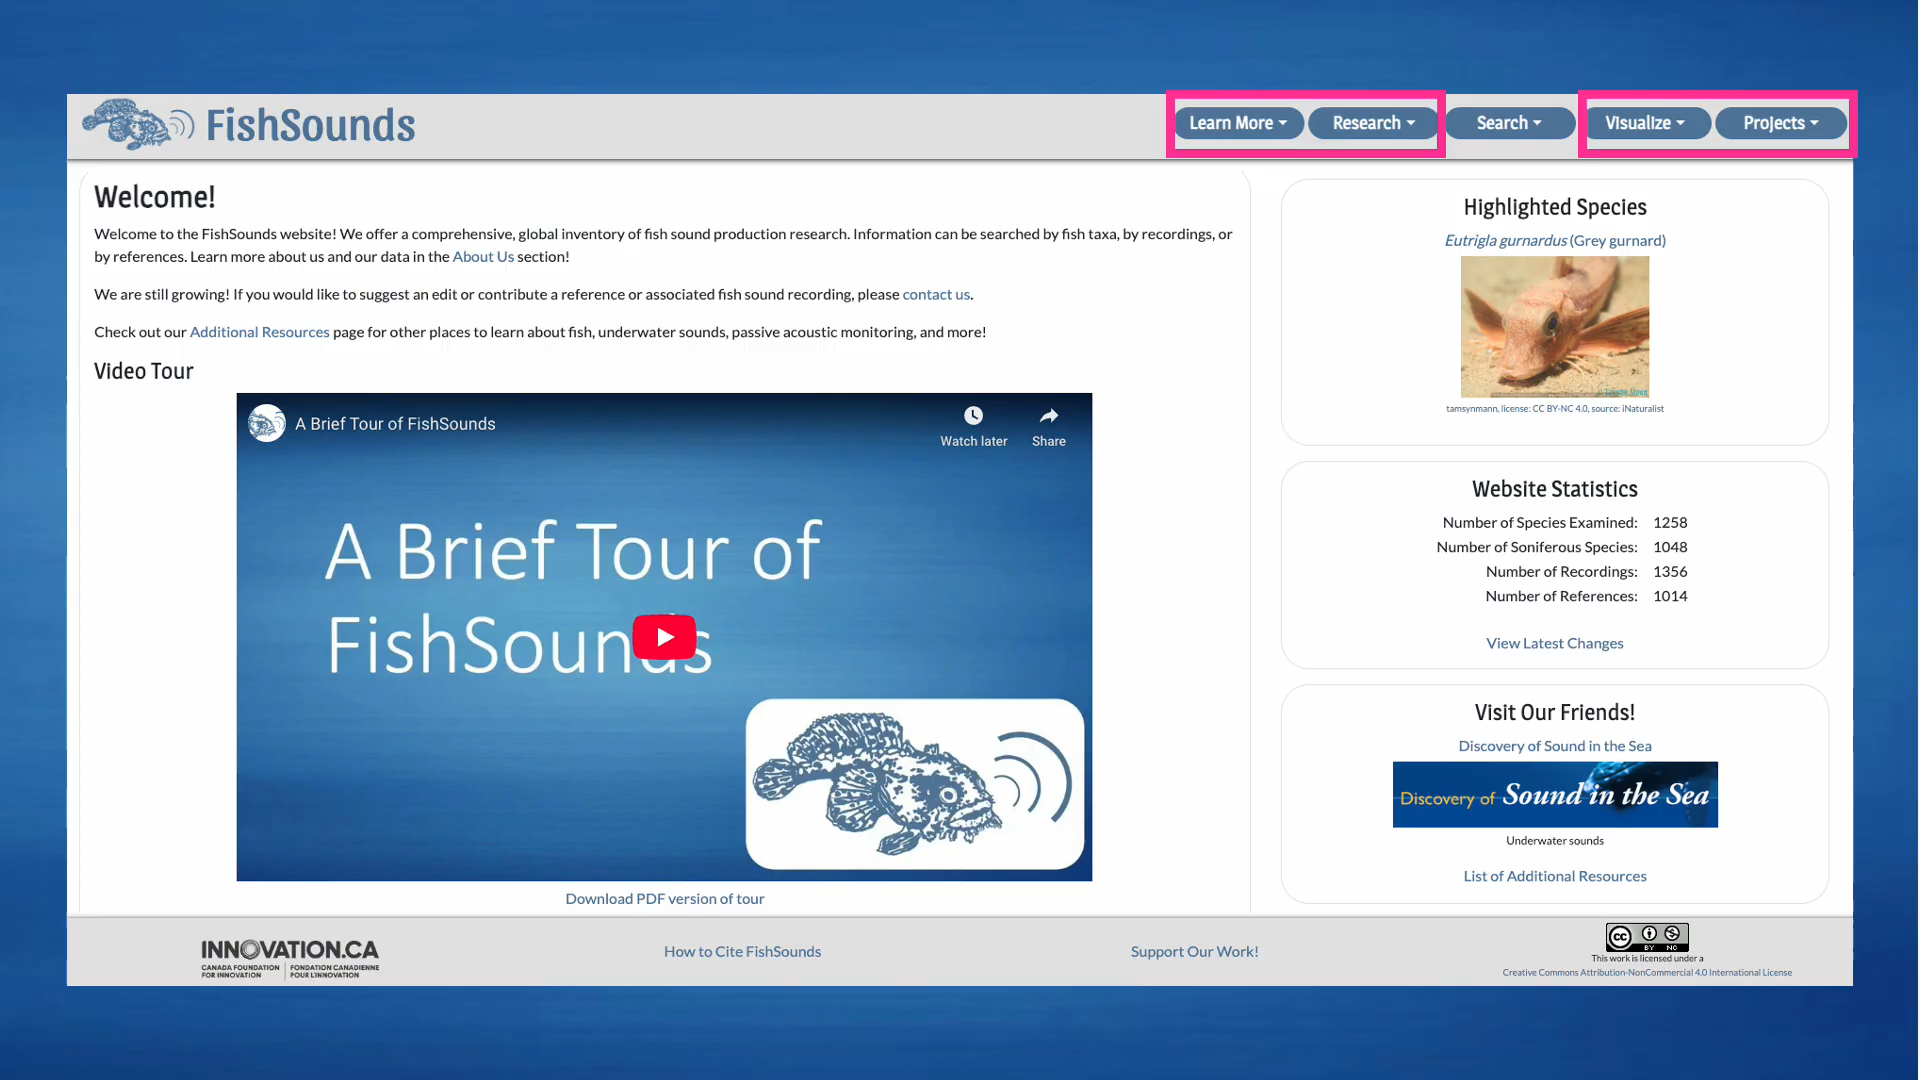 FishSounds
Learn More
Research
Search
Visualize
Projects
Welcome!
Welcome to the FishSounds website! We offer a comprehensive, global inventory of fish sound production research. Information can be searched by fish taxa, by recordings, or
by references. Learn more about us and our data in the About Us section!
We are still growing! If you would like to suggest an edit or contribute a reference or associated fish sound recording, please contact us.
Check out our Additional Resources page for other places to learn about fish, underwater sounds, passive acoustic monitoring, and more!
Video Tour
A Brief Tour of FishSounds
Watch later
Share
A Brief Tour of
FishSounds
Download PDF version of tour
Highlighted Species
Eutrigla gurnardus (Grey gurnard)
tamsynmann, license: CC BY-NC 4.0, source: iNaturalist
Website Statistics
Number of Species Examined: 1258
Number of Soniferous Species: 1048
Number of Recordings: 1356
Number of References: 1014
View Latest Changes
Visit Our Friends!
Discovery of Sound in the Sea
Discovery of Sound in the Sea
Underwater sounds
List of Additional Resources
INNOVATION.CA
CANADA FOUNDATION | FONDATION CANADIENNE
FOR INNOVATION | POUR L'INNOVATION
How to Cite FishSounds
Support Our Work!
CC BY NC
This work is licensed under a
Creative Commons Attribution-NonCommercial 4.0 International License